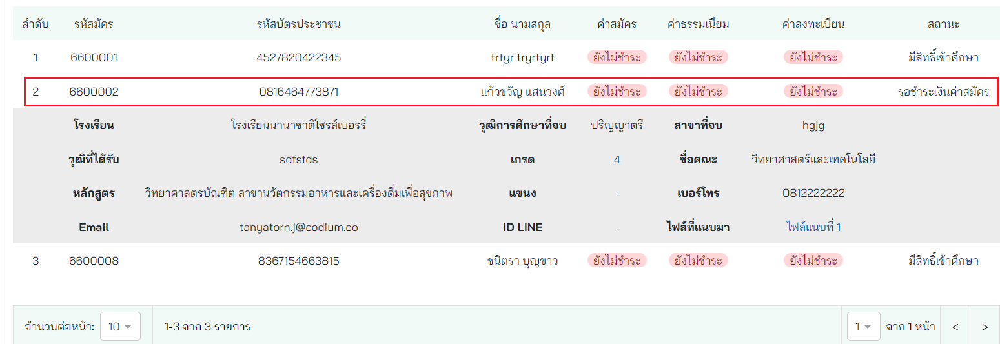 ลำดับ รหัสมัคร รหัสบัตรประชาชน ชื่อ นามสกุล ค่าสมัคร ค่าธรรมเนียม ค่าลงทะเบียน สถานะ
1 6600001 4527820422345 trtyr tryrtyrt ยังไม่ชำระ ยังไม่ชำระ ยังไม่ชำระ มีสิทธิ์เข้าศึกษา
2 6600002 0816464773871 แก้วขวัญ แสนวงศ์ ยังไม่ชำระ ยังไม่ชำระ ยังไม่ชำระ รอชำระเงินค่าสมัคร
โรงเรียน โรงเรียนนานาชาติโชรส์เบอรรี่ วุฒิการศึกษาที่จบ ปริญญาตรี สาขาที่จบ hgjg
วุฒิที่ได้รับ sdfsfds เกรด 4 ชื่อคณะ วิทยาศาสตร์และเทคโนโลยี
หลักสูตร วิทยาศาสตรบัณฑิต สาขานวัตกรรมอาหารและเครื่องดื่มเพื่อสุขภาพ แขนง - เบอร์โทร 0812222222
Email tanyatorn.j@codium.co ID LINE - ไฟล์ที่แนบมา ไฟล์แนบที่ 1
3 6600008 8367154663815 ชนิตรา บุญขาว ยังไม่ชำระ ยังไม่ชำระ ยังไม่ชำระ มีสิทธิ์เข้าศึกษา
จำนวนต่อหน้า: 10 1-3 จาก 3 รายการ 1 จาก 1 หน้า < >